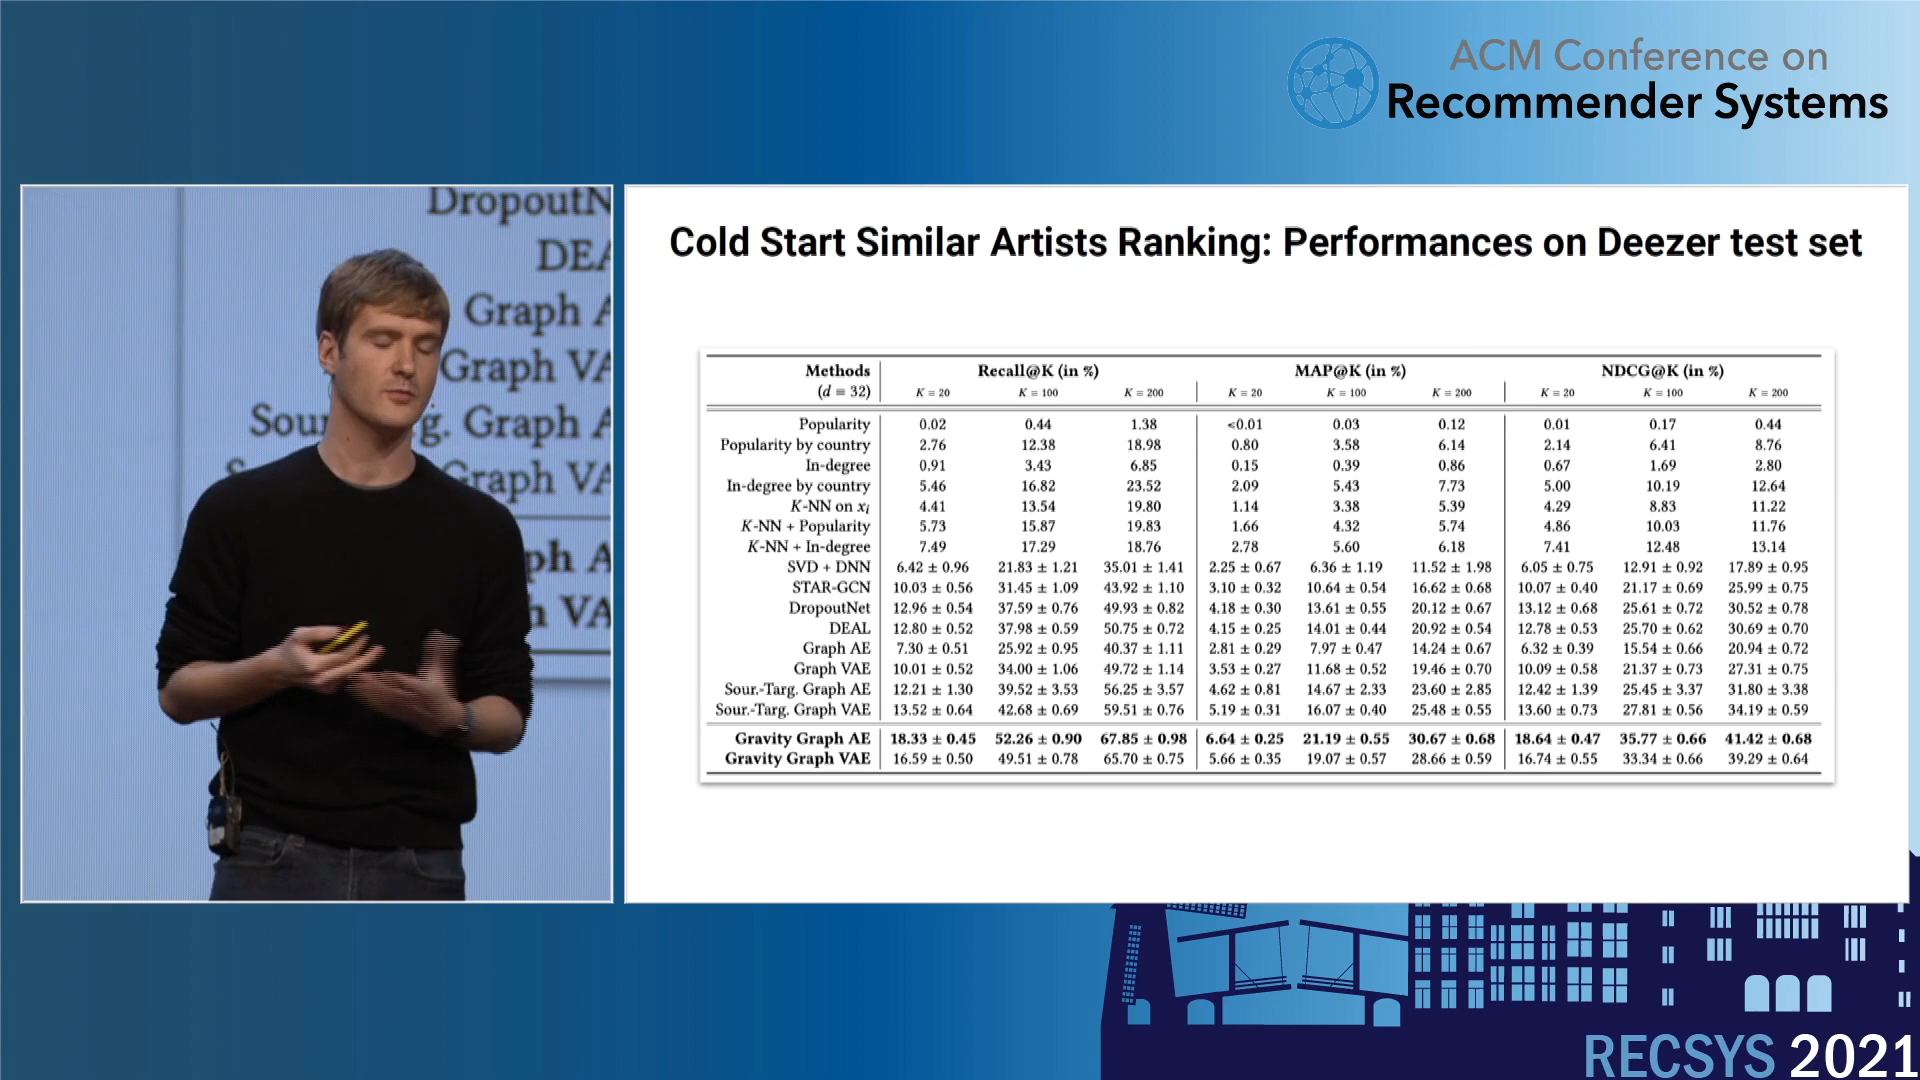 ACM Conference on
Recommender Systems
DropoutN
DEA
Graph A
Graph VA
Sour g. Graph A
Graph VA
ph A
h VA
Cold Start Similar Artists Ranking: Performances on Deezer test set
Methods Recall@K (in %) MAP@K (in %) NDCG@K (in %)
(d = 32) K = 20 K = 100 K = 200 K = 20 K = 100 K = 200 K = 20 K = 100 K = 200
Popularity 0.02 0.44 1.38 <0.01 0.03 0.12 0.01 0.17 0.44
Popularity by country 2.76 12.38 18.98 0.80 3.58 6.14 2.14 6.41 8.76
In-degree 0.91 3.43 6.85 0.15 0.39 0.86 0.67 1.69 2.80
In-degree by country 5.46 16.82 23.52 2.09 5.43 7.73 5.00 10.19 12.64
K-NN on xi 4.41 13.54 19.80 1.14 3.38 5.39 4.29 8.83 11.22
K-NN + Popularity 5.73 15.87 19.83 1.66 4.32 5.74 4.86 10.03 11.76
K-NN + In-degree 7.49 17.29 18.76 2.78 5.60 6.18 7.41 12.48 13.14
SVD + DNN 6.42 ± 0.96 21.83 ± 1.21 35.01 ± 1.41 2.25 ± 0.67 6.36 ± 1.19 11.52 ± 1.98 6.05 ± 0.75 12.91 ± 0.92 17.89 ± 0.95
STAR-GCN 10.03 ± 0.56 31.45 ± 1.09 43.92 ± 1.10 3.10 ± 0.32 10.64 ± 0.54 16.62 ± 0.68 10.07 ± 0.40 21.17 ± 0.69 25.99 ± 0.75
DropoutNet 12.96 ± 0.54 37.59 ± 0.76 49.93 ± 0.82 4.18 ± 0.30 13.61 ± 0.55 20.12 ± 0.67 13.12 ± 0.68 25.61 ± 0.72 30.52 ± 0.78
DEAL 12.80 ± 0.52 37.98 ± 0.59 50.75 ± 0.72 4.15 ± 0.25 14.01 ± 0.44 20.92 ± 0.54 12.78 ± 0.53 25.70 ± 0.62 30.69 ± 0.70
Graph AE 7.30 ± 0.51 25.92 ± 0.95 40.37 ± 1.11 2.81 ± 0.29 7.97 ± 0.47 14.24 ± 0.67 6.32 ± 0.39 15.54 ± 0.66 20.94 ± 0.72
Graph VAE 10.01 ± 0.52 34.00 ± 1.06 49.72 ± 1.14 3.53 ± 0.27 11.68 ± 0.52 19.46 ± 0.70 10.09 ± 0.58 21.37 ± 0.73 27.31 ± 0.75
Sour.-Targ. Graph AE 12.21 ± 1.30 39.52 ± 3.53 56.25 ± 3.57 4.62 ± 0.81 14.67 ± 2.33 23.60 ± 2.85 12.42 ± 1.39 25.45 ± 3.37 31.80 ± 3.38
Sour.-Targ. Graph VAE 13.52 ± 0.64 42.68 ± 0.69 59.51 ± 0.76 5.19 ± 0.31 16.07 ± 0.40 25.48 ± 0.55 13.60 ± 0.73 27.81 ± 0.56 34.19 ± 0.59
Gravity Graph AE 18.33 ± 0.45 52.26 ± 0.90 67.85 ± 0.98 6.64 ± 0.25 21.19 ± 0.55 30.67 ± 0.68 18.64 ± 0.47 35.77 ± 0.66 41.42 ± 0.68
Gravity Graph VAE 16.59 ± 0.50 49.51 ± 0.78 65.70 ± 0.75 5.66 ± 0.35 19.07 ± 0.57 28.66 ± 0.59 16.74 ± 0.55 33.34 ± 0.66 39.29 ± 0.64
RECSYS 2021